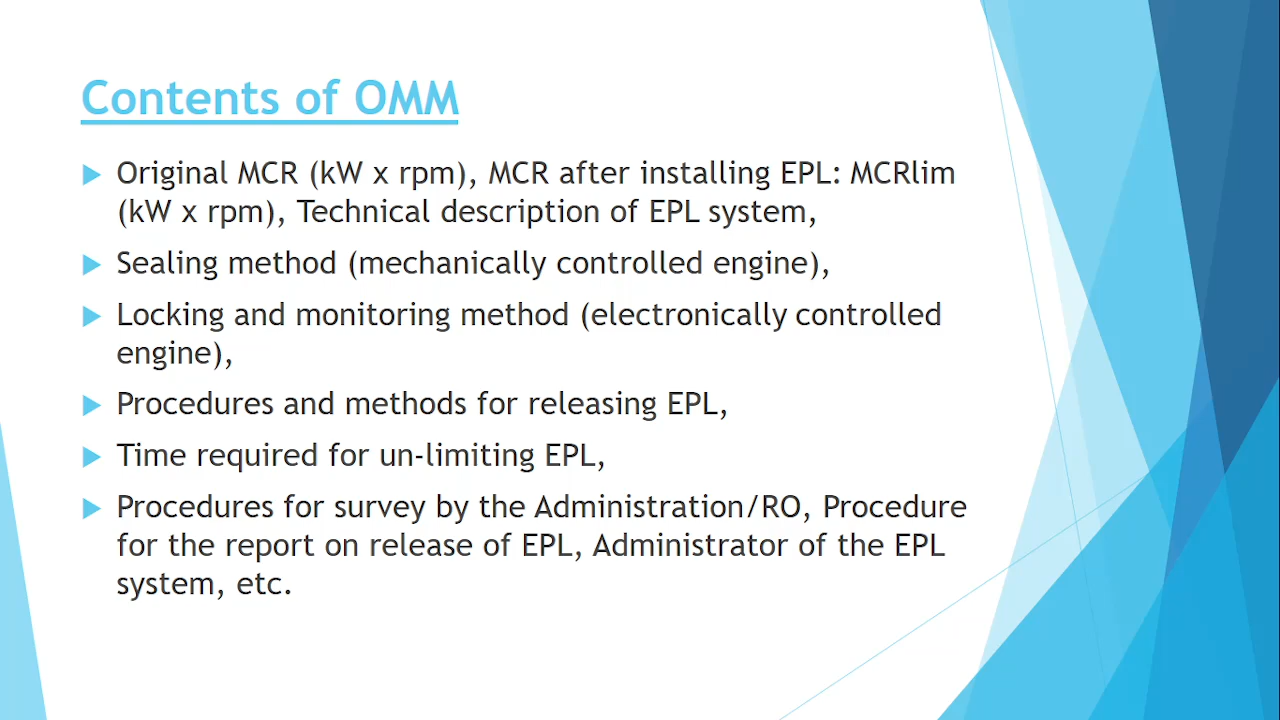 Contents of OMM
Original MCR (kW x rpm), MCR after installing EPL: MCRlim
(kW x rpm), Technical description of EPL system,
Sealing method (mechanically controlled engine),
Locking and monitoring method (electronically controlled
engine),
Procedures and methods for releasing EPL,
Time required for un-limiting EPL,
Procedures for survey by the Administration/RO, Procedure
for the report on release of EPL, Administrator of the EPL
system, etc.